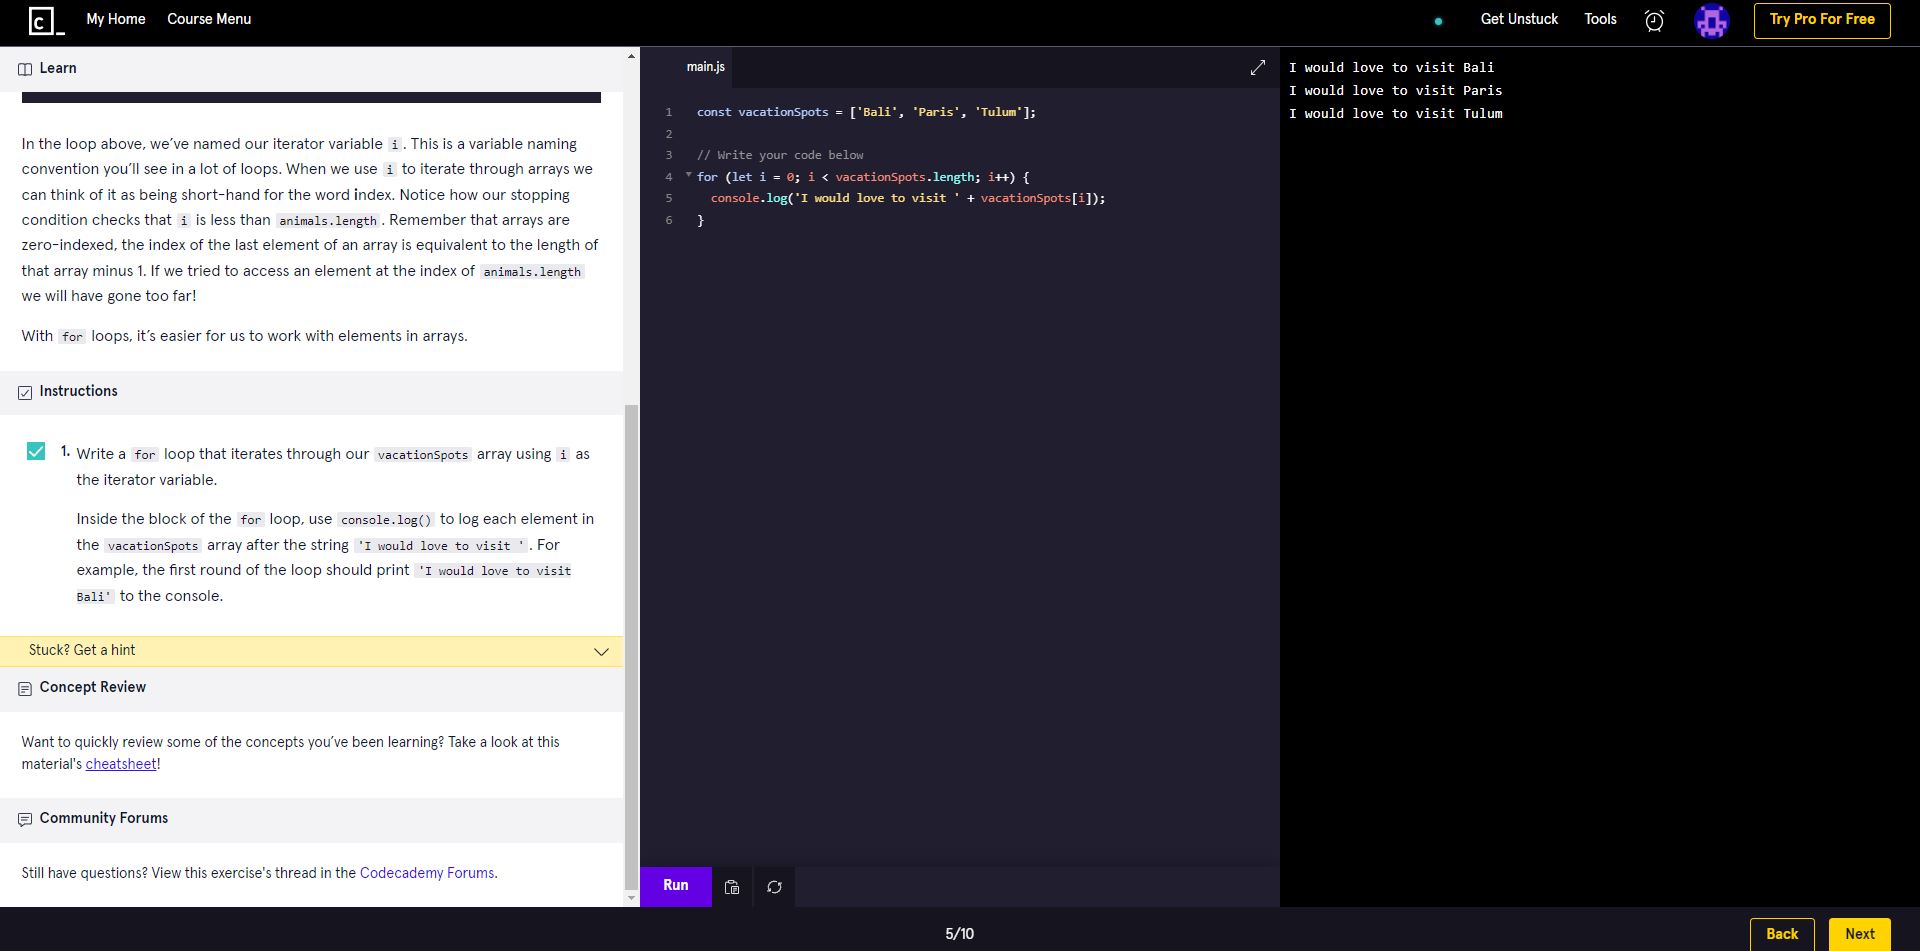 My Home
Course Menu
Get Unstuck
Tools
Try Pro For Free
Learn
In the loop above, we’ve named our iterator variable i. This is a variable naming
convention you’ll see in a lot of loops. When we use i to iterate through arrays we
can think of it as being short-hand for the word index. Notice how our stopping
condition checks that i is less than animals.length. Remember that arrays are
zero-indexed, the index of the last element of an array is equivalent to the length of
that array minus 1. If we tried to access an element at the index of animals.length
we will have gone too far!
With for loops, it’s easier for us to work with elements in arrays.
Instructions
1. Write a for loop that iterates through our vacationSpots array using i as
the iterator variable.
Inside the block of the for loop, use console.log() to log each element in
the vacationSpots array after the string 'I would love to visit '. For
example, the first round of the loop should print 'I would love to visit
Bali' to the console.
Stuck? Get a hint
Concept Review
Want to quickly review some of the concepts you’ve been learning? Take a look at this
material's cheatsheet!
Community Forums
Still have questions? View this exercise's thread in the Codecademy Forums.
main.js
1 const vacationSpots = ['Bali', 'Paris', 'Tulum'];
2
3 // Write your code below
4 for (let i = 0; i < vacationSpots.length; i++) {
5 console.log('I would love to visit ' + vacationSpots[i]);
6 }
Run
I would love to visit Bali
I would love to visit Paris
I would love to visit Tulum
5/10
Back
Next